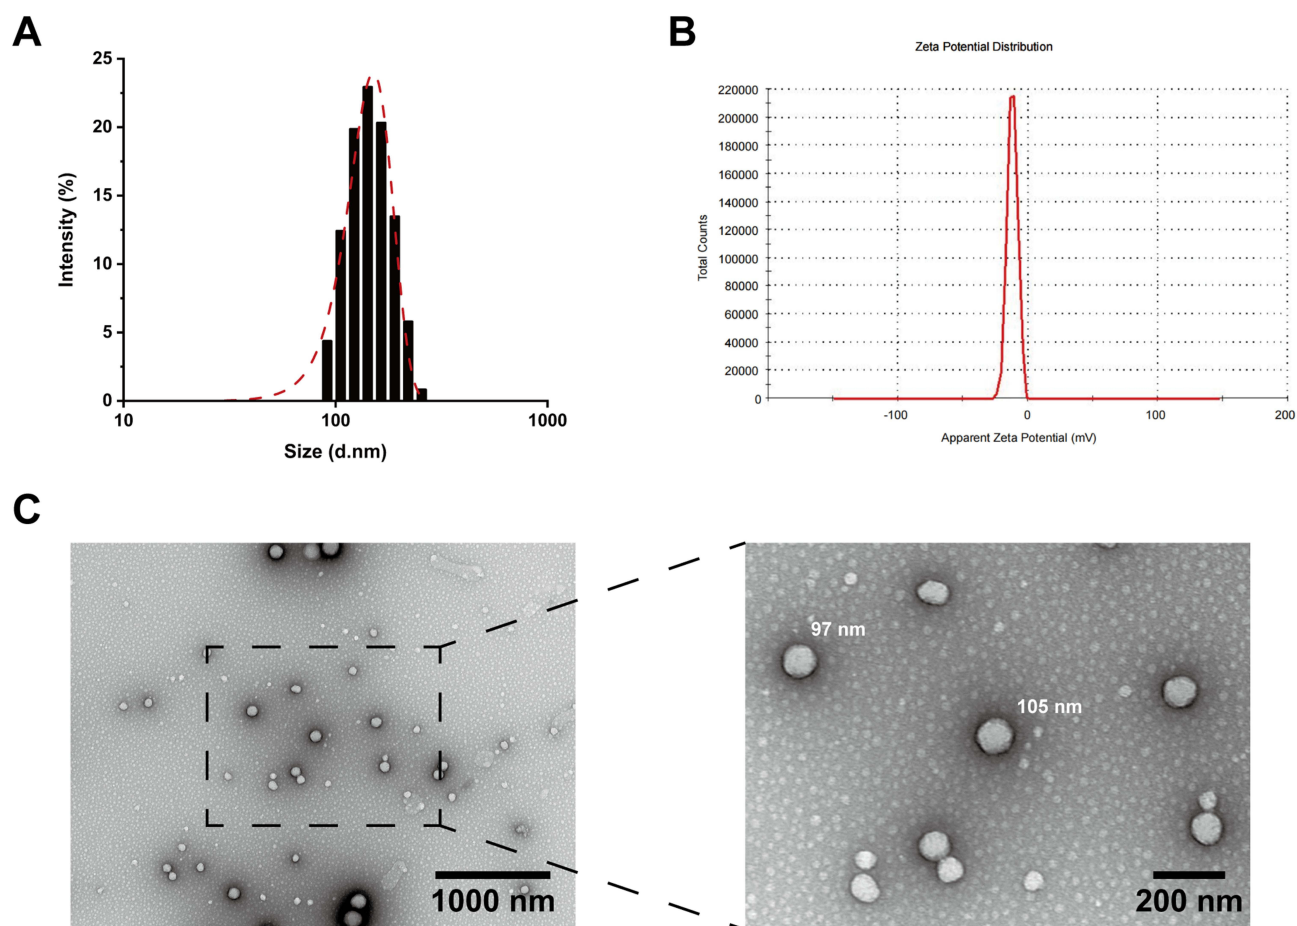 A
25
20
15
10
5
0
Intensity (%)
10
100
1000
Size (d.nm)
B
Zeta Potential Distribution
220000
200000
180000
160000
140000
120000
100000
80000
60000
40000
20000
0
Total Counts
-100
0
100
200
Apparent Zeta Potential (mV)
C
1000 nm
97 nm
105 nm
200 nm